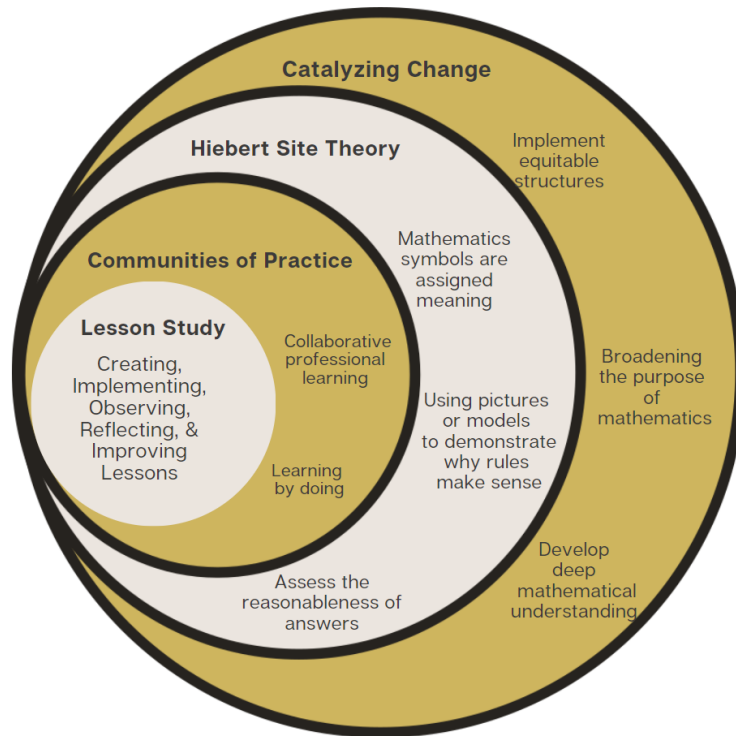 Catalyzing Change
Implement
equitable
structures
Broadening
the purpose
of
mathematics
Develop
deep
mathematical
understanding
Hiebert Site Theory
Mathematics
symbols are
assigned
meaning
Using pictures
or models
to demonstrate
why rules
make sense
Assess the
reasonableness of
answers
Communities of Practice
Collaborative
professional
learning
Learning
by doing
Lesson Study
Creating,
Implementing,
Observing,
Reflecting, &
Improving
Lessons